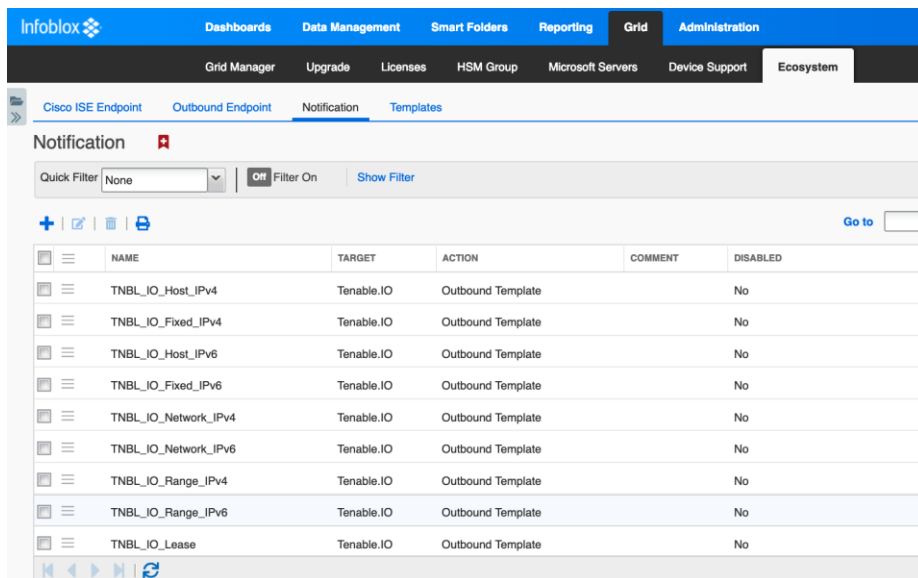 Infoblox Dashboards Data Management Smart Folders Reporting Grid Administration
Grid Manager Upgrade Licenses HSM Group Microsoft Servers Device Support Ecosystem
Cisco ISE Endpoint Outbound Endpoint Notification Templates
Notification
Quick Filter None Off Filter On Show Filter
Go to
NAME TARGET ACTION COMMENT DISABLED
TNBL_IO_Host_IPv4 Tenable.IO Outbound Template No
TNBL_IO_Fixed_IPv4 Tenable.IO Outbound Template No
TNBL_IO_Host_IPv6 Tenable.IO Outbound Template No
TNBL_IO_Fixed_IPv6 Tenable.IO Outbound Template No
TNBL_IO_Network_IPv4 Tenable.IO Outbound Template No
TNBL_IO_Network_IPv6 Tenable.IO Outbound Template No
TNBL_IO_Range_IPv4 Tenable.IO Outbound Template No
TNBL_IO_Range_IPv6 Tenable.IO Outbound Template No
TNBL_IO_Lease Tenable.IO Outbound Template No